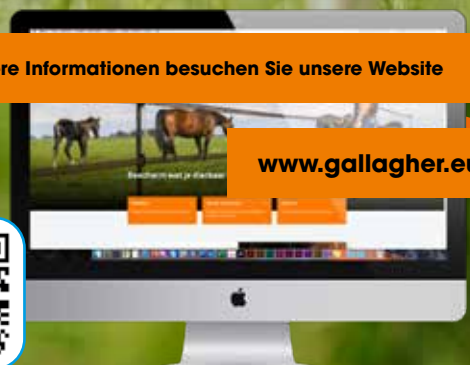 re Informationen besuchen Sie unsere Website
www.gallagher.eu
Bescherm wat je dierbaar